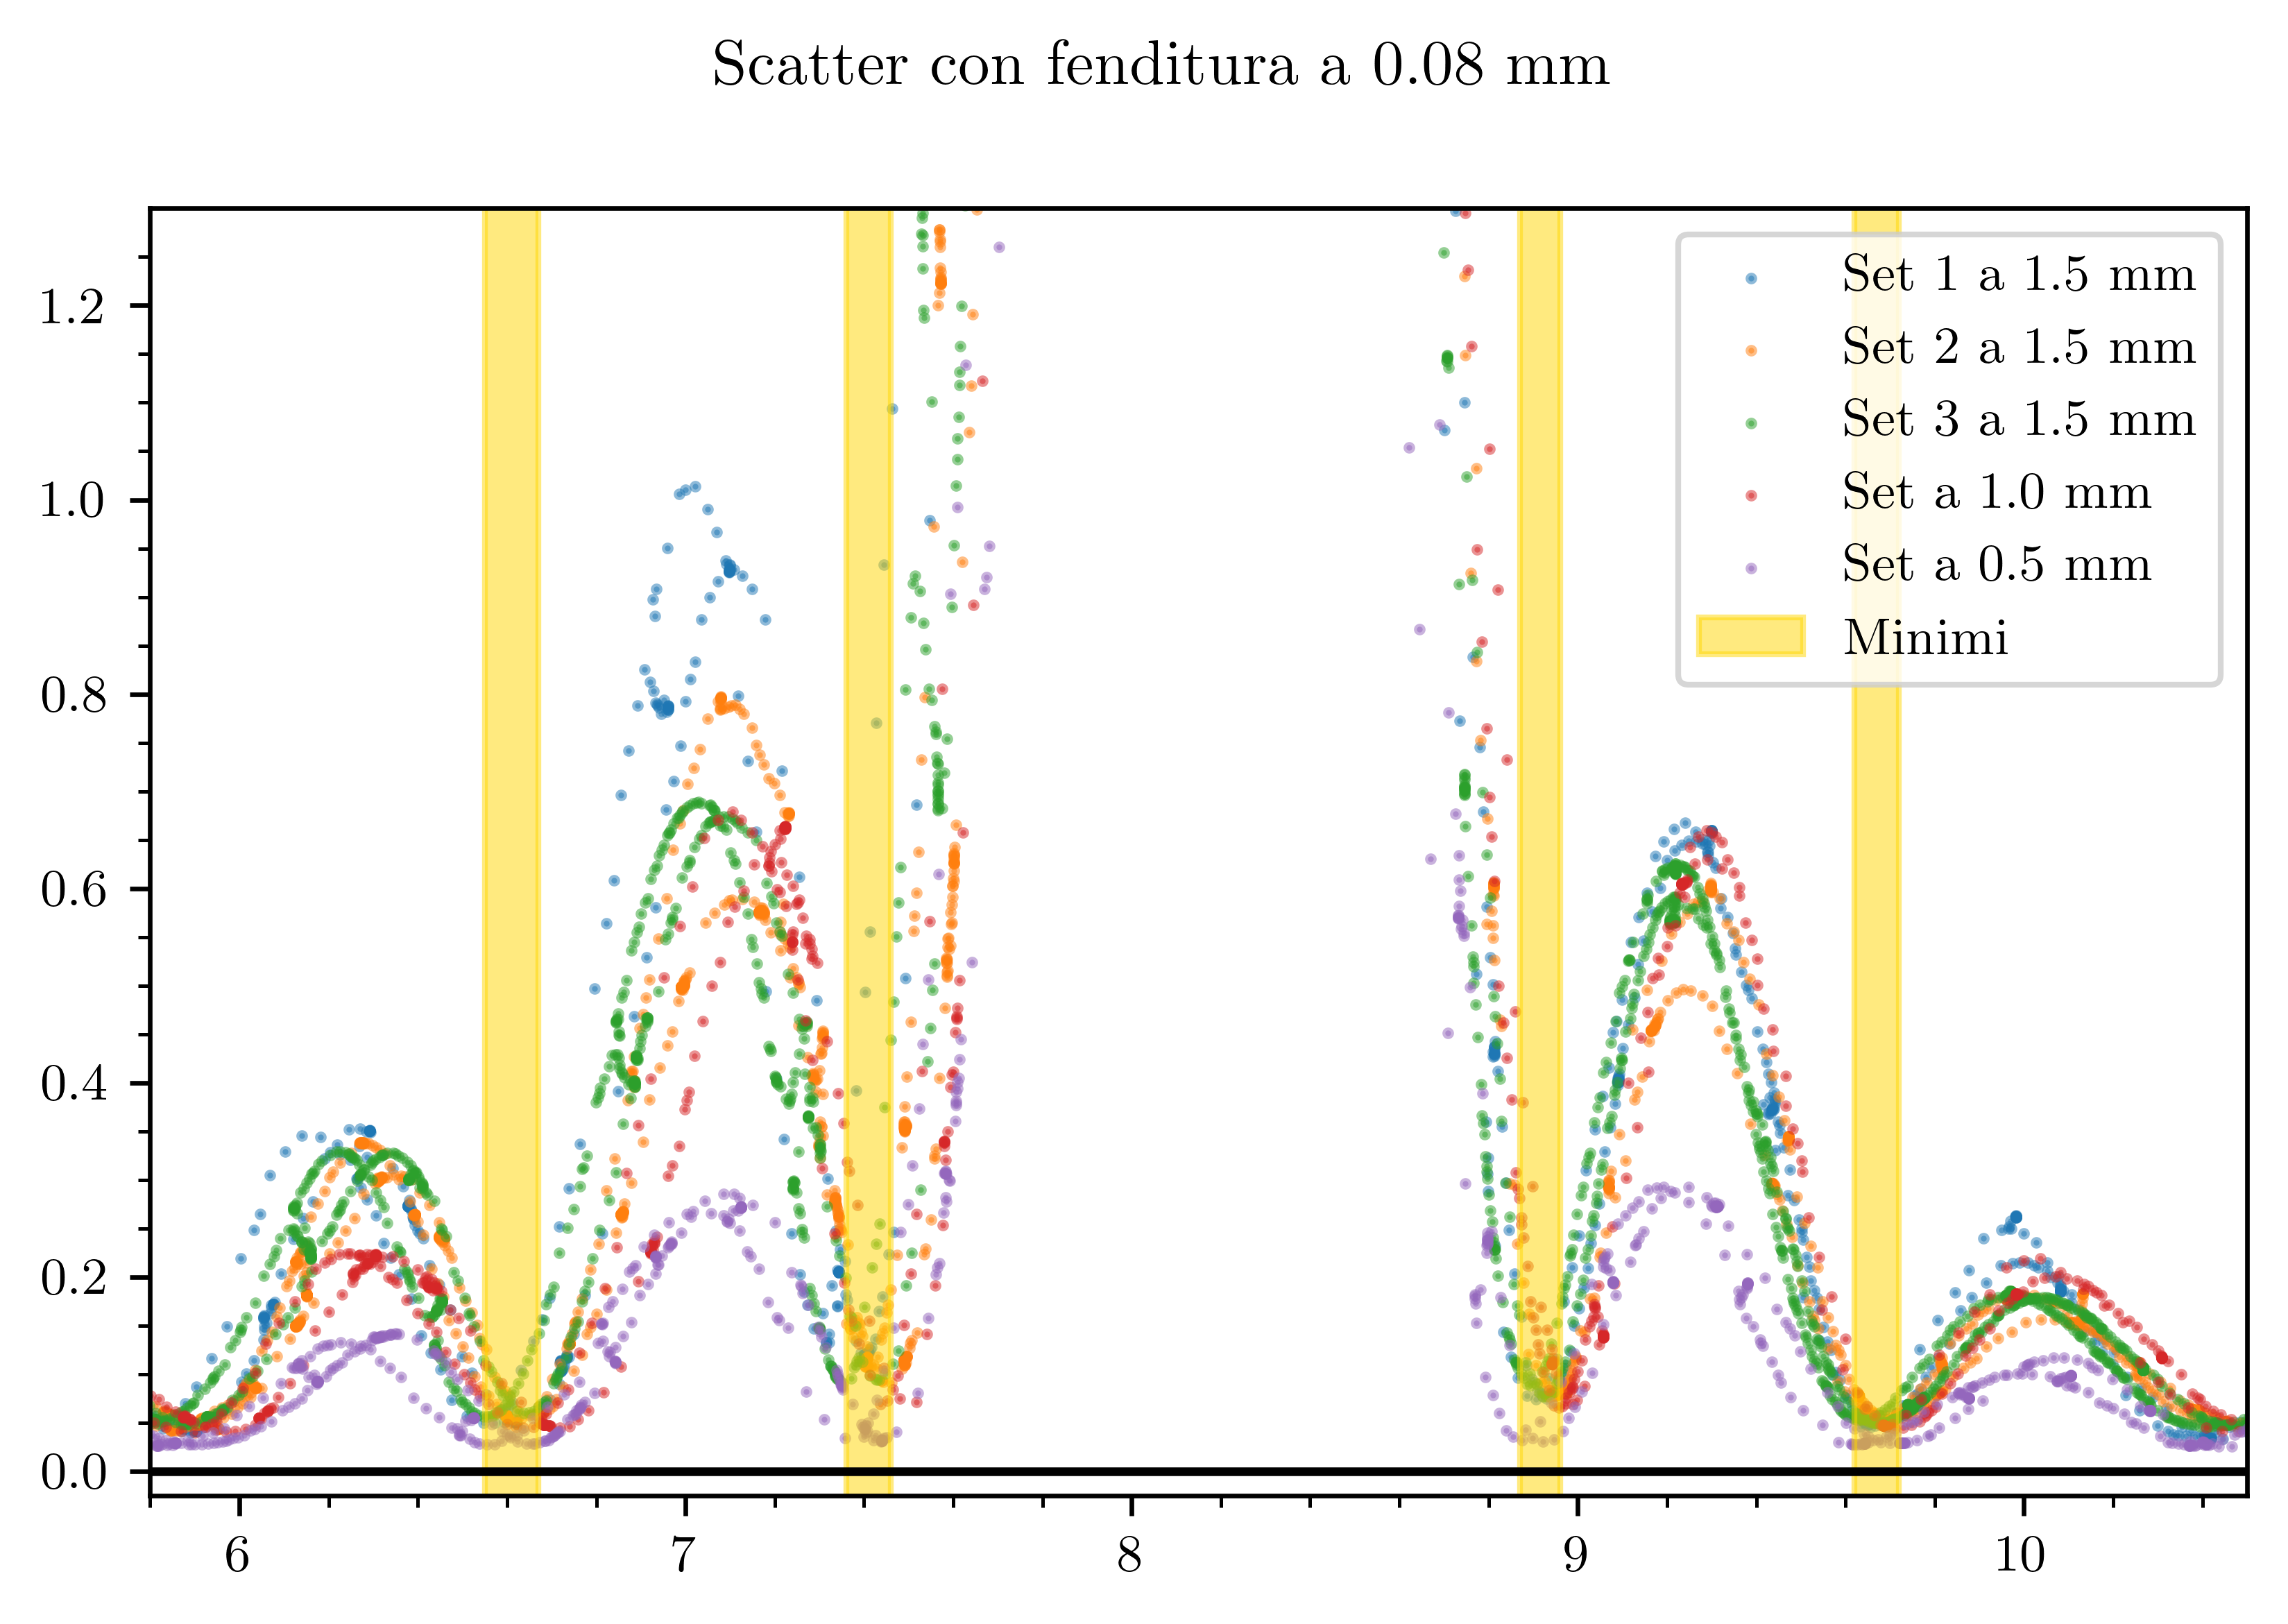 Scatter con fenditura a 0.08 mm
1.2
1.0
0.8
0.6
0.4
0.2
0.0
6 7 8 9 10
Set 1 a 1.5 mm
Set 2 a 1.5 mm
Set 3 a 1.5 mm
Set a 1.0 mm
Set a 0.5 mm
Minimi